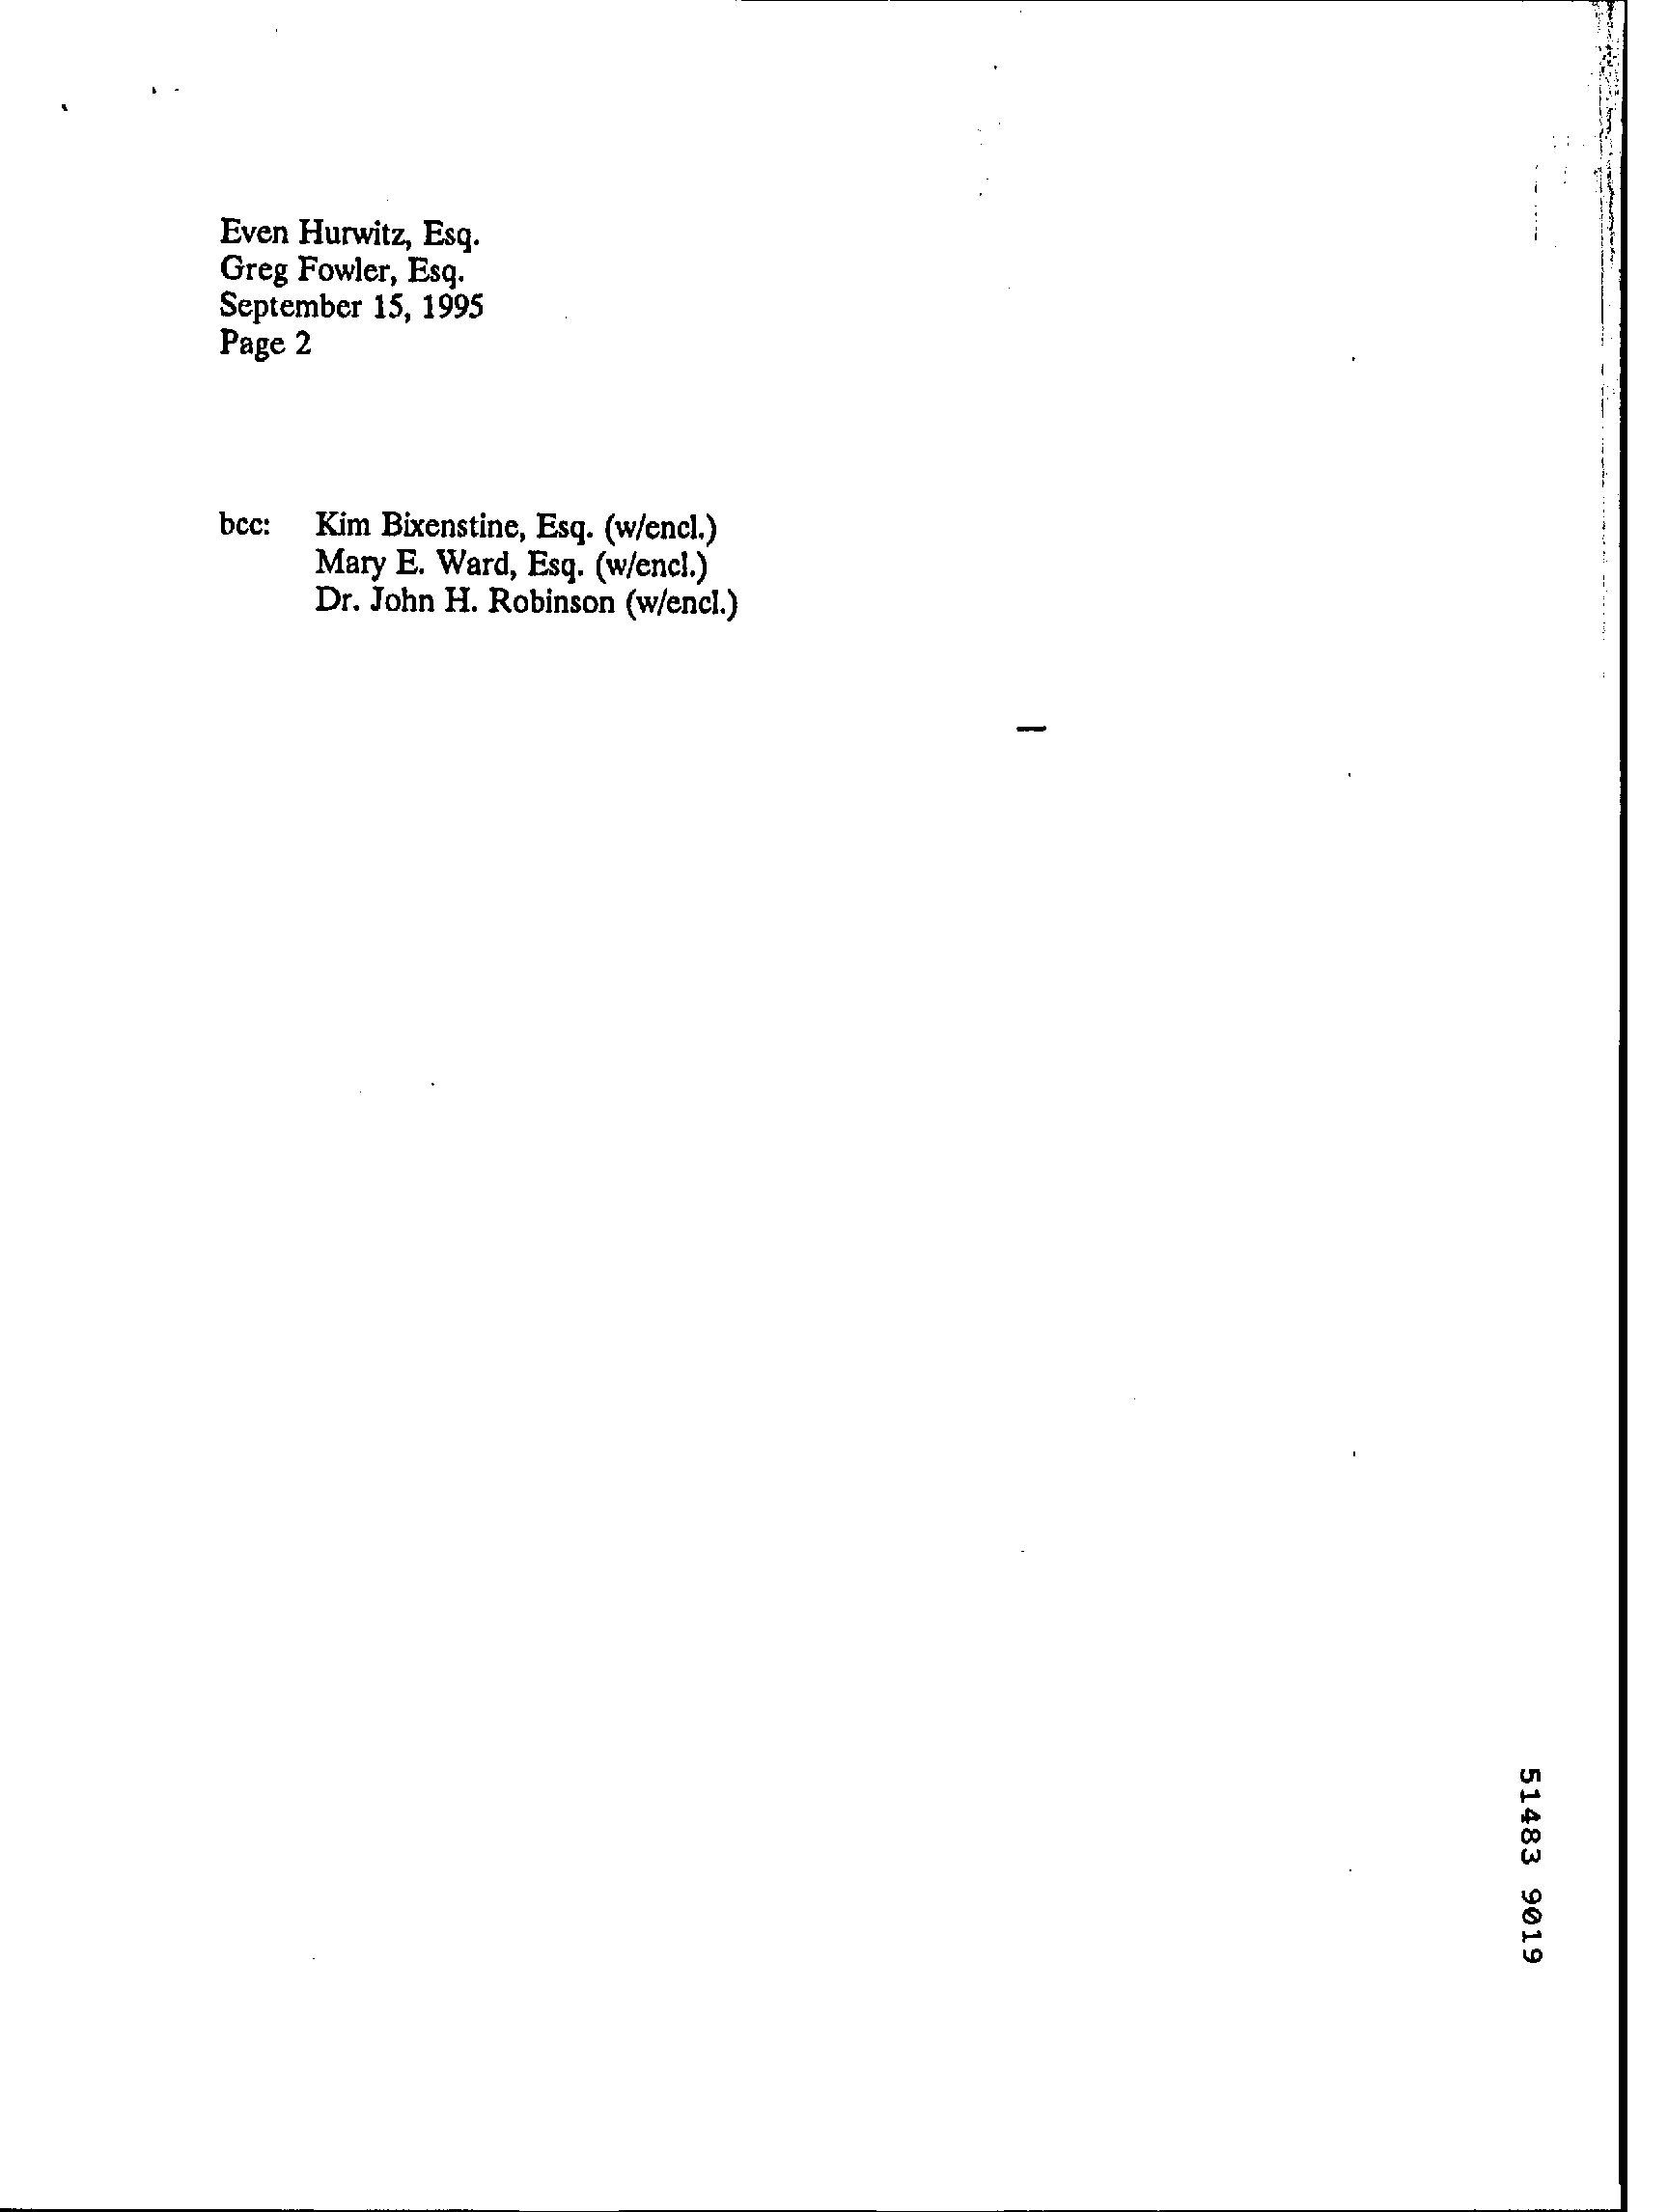 Even Hurwitz, Esq.
Greg Fowler, Esq.
September 15, 1995
Page 2
bcc: Kim Bixenstine, Esq. (w/encl.)
Mary E. Ward, Esq. (w/encl.)
Dr. John H. Robinson (w/encl.)
51483 9019